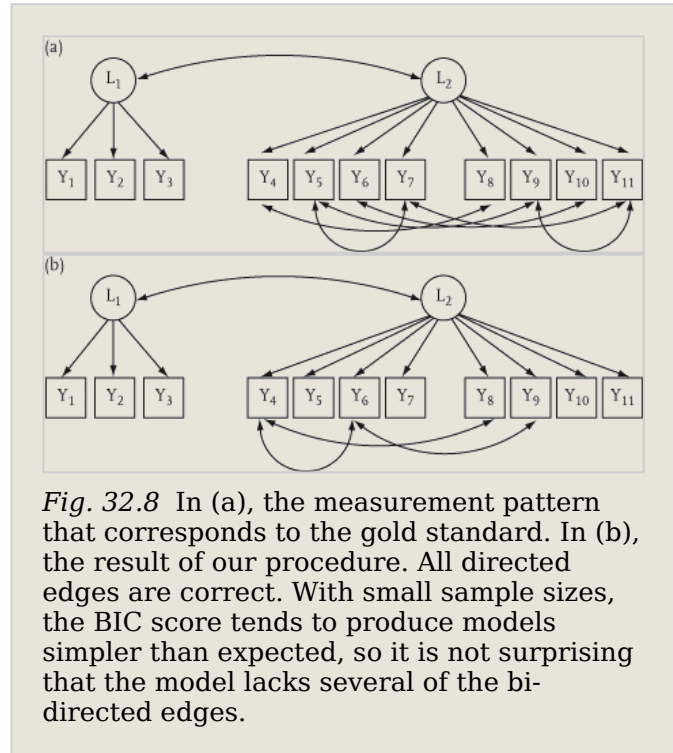 (a)
L₁ L₂
Y₁ Y₂ Y₃ Y₄ Y₅ Y₆ Y₇ Y₈ Y₉ Y₁₀ Y₁₁
(b)
L₁ L₂
Y₁ Y₂ Y₃ Y₄ Y₅ Y₆ Y₇ Y₈ Y₉ Y₁₀ Y₁₁
Fig. 32.8 In (a), the measurement pattern
that corresponds to the gold standard. In (b),
the result of our procedure. All directed
edges are correct. With small sample sizes,
the BIC score tends to produce models
simpler than expected, so it is not surprising
that the model lacks several of the bi-
directed edges.